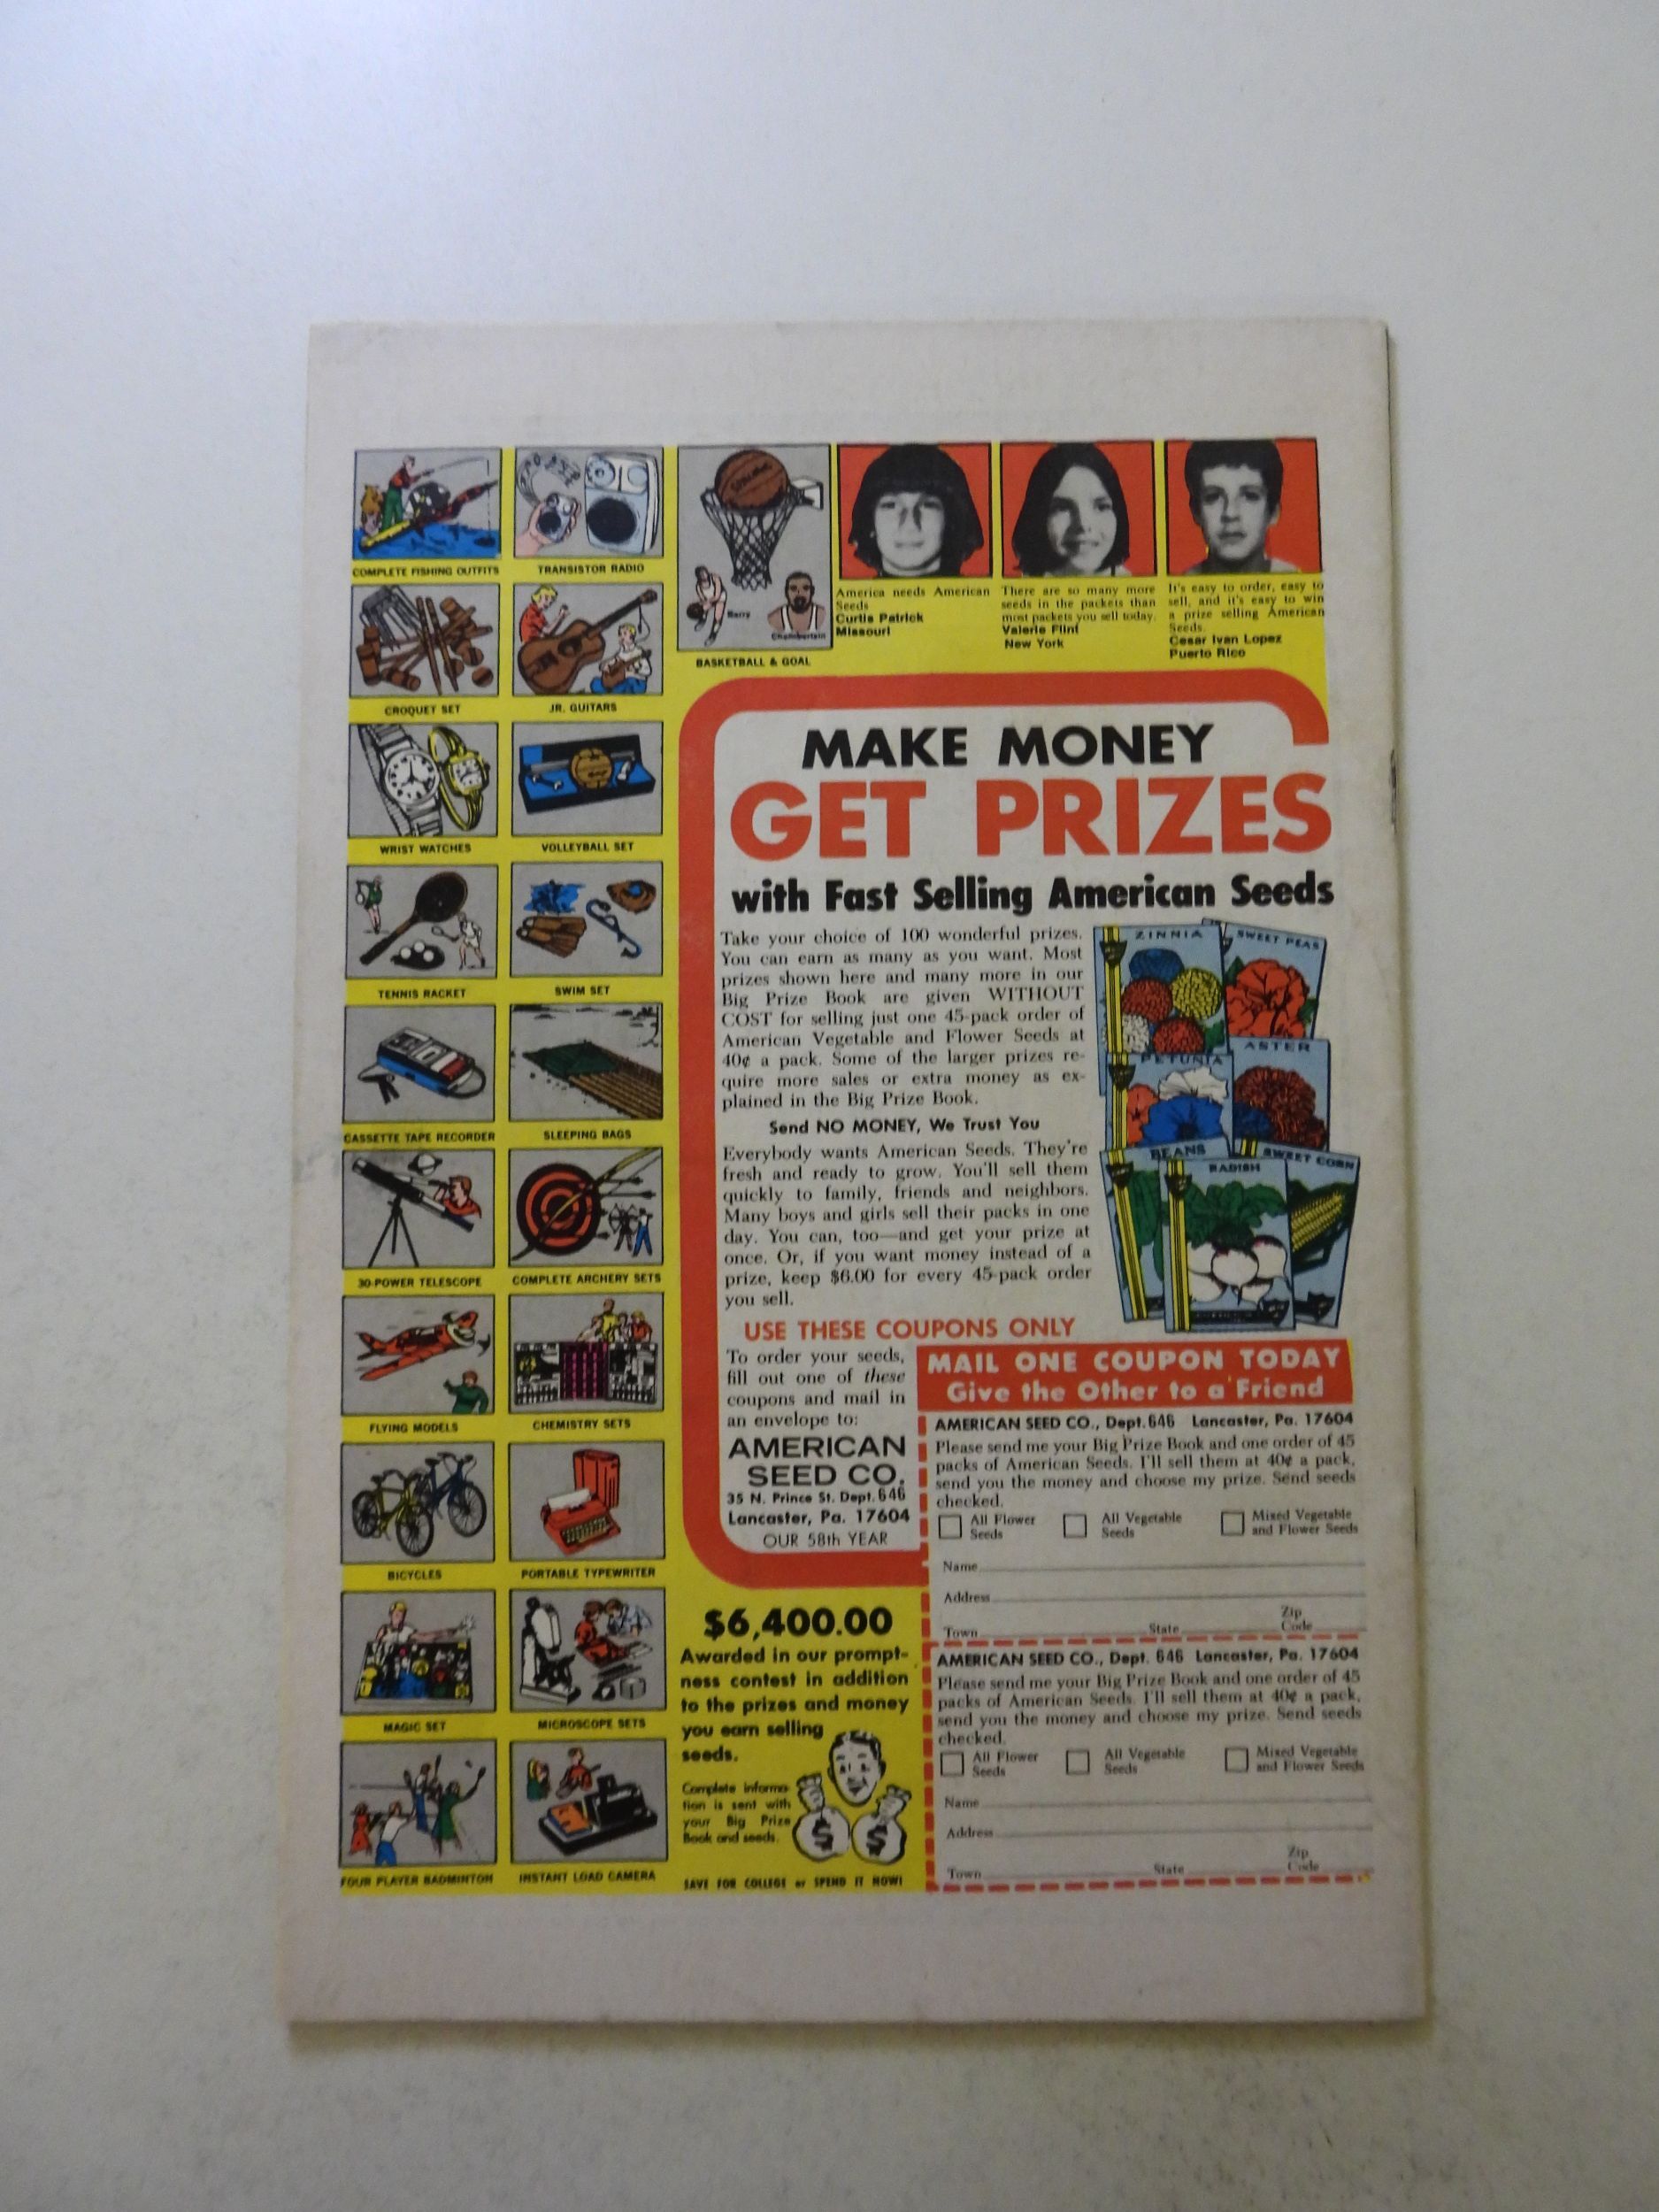 COMPLETE FISHING OUTFITS
TRANSISTOR RADIO
CROQUET SET
JR. GUITARS
WRIST WATCHES
VOLLEYBALL SET
TENNIS RACKET
SWIM SET
CASSETTE TAPE RECORDER
SLEEPING BAGS
30-POWER TELESCOPE
COMPLETE ARCHERY SETS
FLYING MODELS
CHEMISTRY SETS
BICYCLES
PORTABLE TYPEWRITER
MAGIC SET
MICROSCOPE SETS
FOUR PLAYER BADMINTON
INSTANT LOAD CAMERA
SPALDING
Barry
Chamberlain
BASKETBALL & GOAL
America needs American
Seeds
Curtis Patrick
Missouri
There are so many more
seeds in the packets than
most packets you sell today.
Valerie Flint
New York
It's easy to order, easy to
sell, and it's easy to win
a prize selling American
Seeds.
Cesar Ivan Lopez
Puerto Rico
MAKE MONEY
GET PRIZES
with Fast Selling American Seeds
Take your choice of 100 wonderful prizes.
You can earn as many as you want. Most
prizes shown here and many more in our
Big Prize Book are given WITHOUT
COST for selling just one 45-pack order of
American Vegetable and Flower Seeds at
40¢ a pack. Some of the larger prizes re-
quire more sales or extra money as ex-
plained in the Big Prize Book.
Send NO MONEY, We Trust You
Everybody wants American Seeds. They're
fresh and ready to grow. You'll sell them
quickly to family, friends and neighbors.
Many boys and girls sell their packs in one
day. You can, too—and get your prize at
once. Or, if you want money instead of a
prize, keep $6.00 for every 45-pack order
you sell.
ZINNIA
SWEET PEAS
PETUNIA
ASTER
BEANS
RADISH
SWEET CORN
USE THESE COUPONS ONLY
To order your seeds,
fill out one of these
coupons and mail in
an envelope to:
AMERICAN
SEED CO.
35 N. Prince St. Dept. 646
Lancaster, Pa. 17604
OUR 58th YEAR
MAIL ONE COUPON TODAY
Give the Other to a Friend
AMERICAN SEED CO., Dept. 646 Lancaster, Pa. 17604
Please send me your Big Prize Book and one order of 45
packs of American Seeds. I'll sell them at 40¢ a pack,
send you the money and choose my prize. Send seeds
checked.
All Flower
Seeds
All Vegetable
Seeds
Mixed Vegetable
and Flower Seeds
Name
Address
Town State Zip
Code
AMERICAN SEED CO., Dept. 646 Lancaster, Pa. 17604
Please send me your Big Prize Book and one order of 45
packs of American Seeds. I'll sell them at 40¢ a pack,
send you the money and choose my prize. Send seeds
checked.
All Flower
Seeds
All Vegetable
Seeds
Mixed Vegetable
and Flower Seeds
Name
Address
Town State Zip
Code
$6,400.00
Awarded in our prompt-
ness contest in addition
to the prizes and money
you earn selling
seeds.
Complete informa-
tion is sent with
your Big Prize
Book and seeds.
$ $
SAVE FOR COLLEGE or SPEND IT NOW!